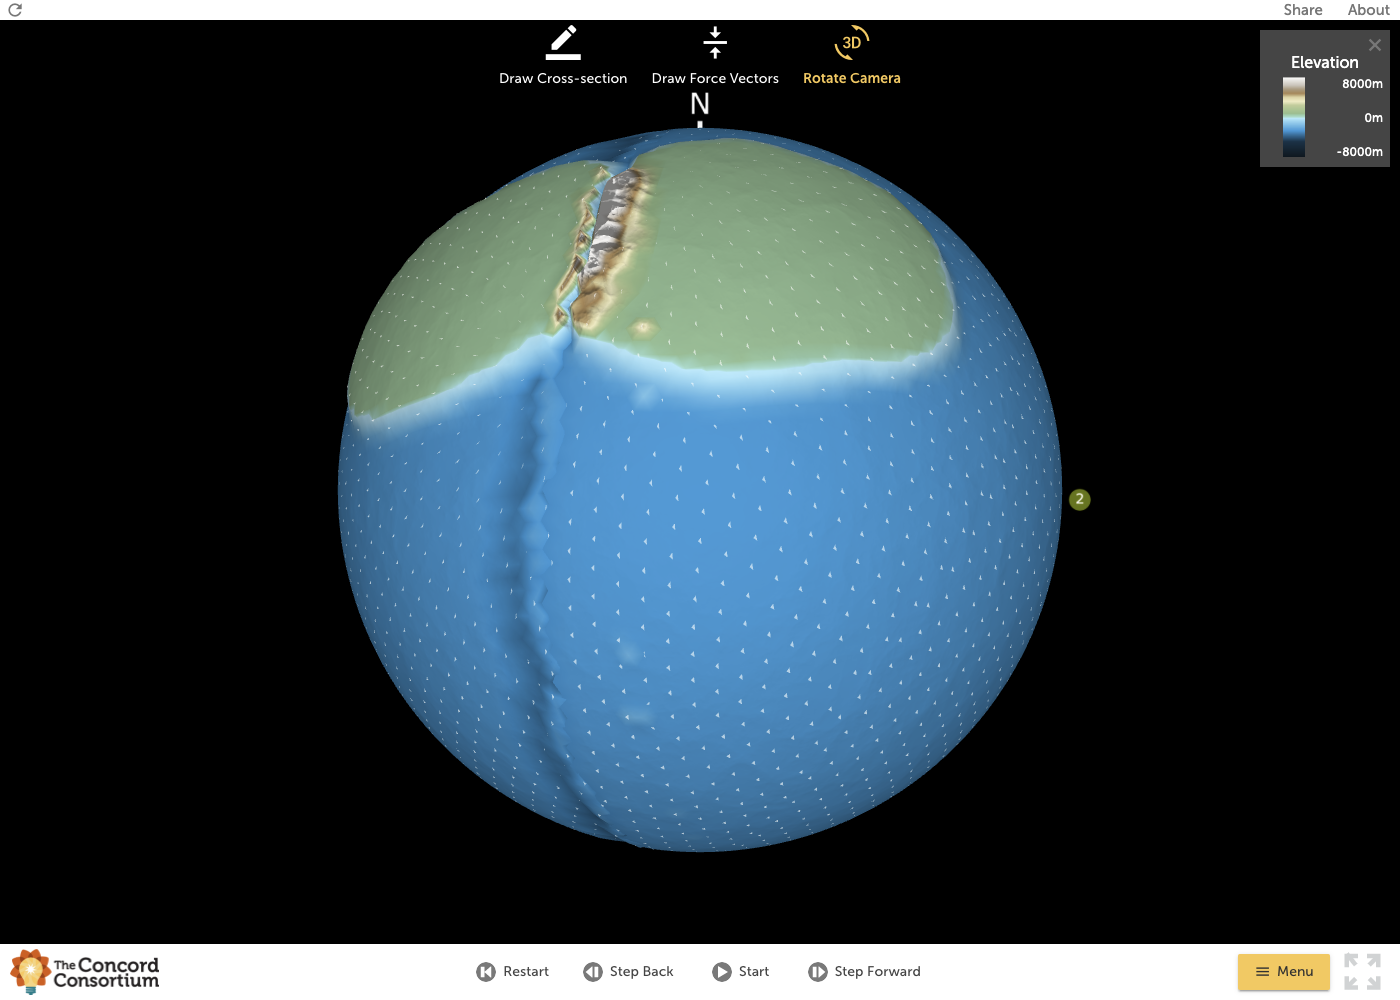 Share About
Draw Cross-section Draw Force Vectors Rotate Camera
3D
N
Elevation
8000m
0m
-8000m
2
The Concord
Consortium
Restart Step Back Start Step Forward
Menu